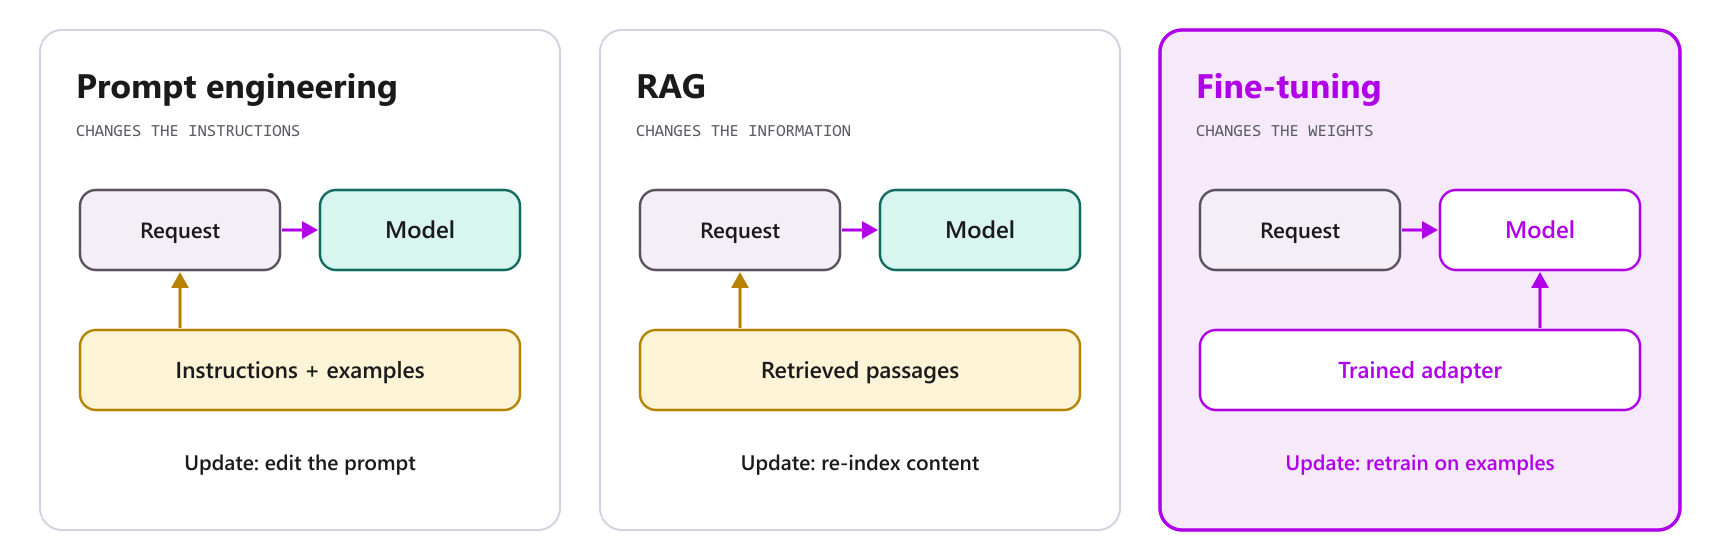 Prompt engineering
CHANGES THE INSTRUCTIONS
Request
Model
Instructions + examples
Update: edit the prompt
RAG
CHANGES THE INFORMATION
Request
Model
Retrieved passages
Update: re-index content
Fine-tuning
CHANGES THE WEIGHTS
Request
Model
Trained adapter
Update: retrain on examples